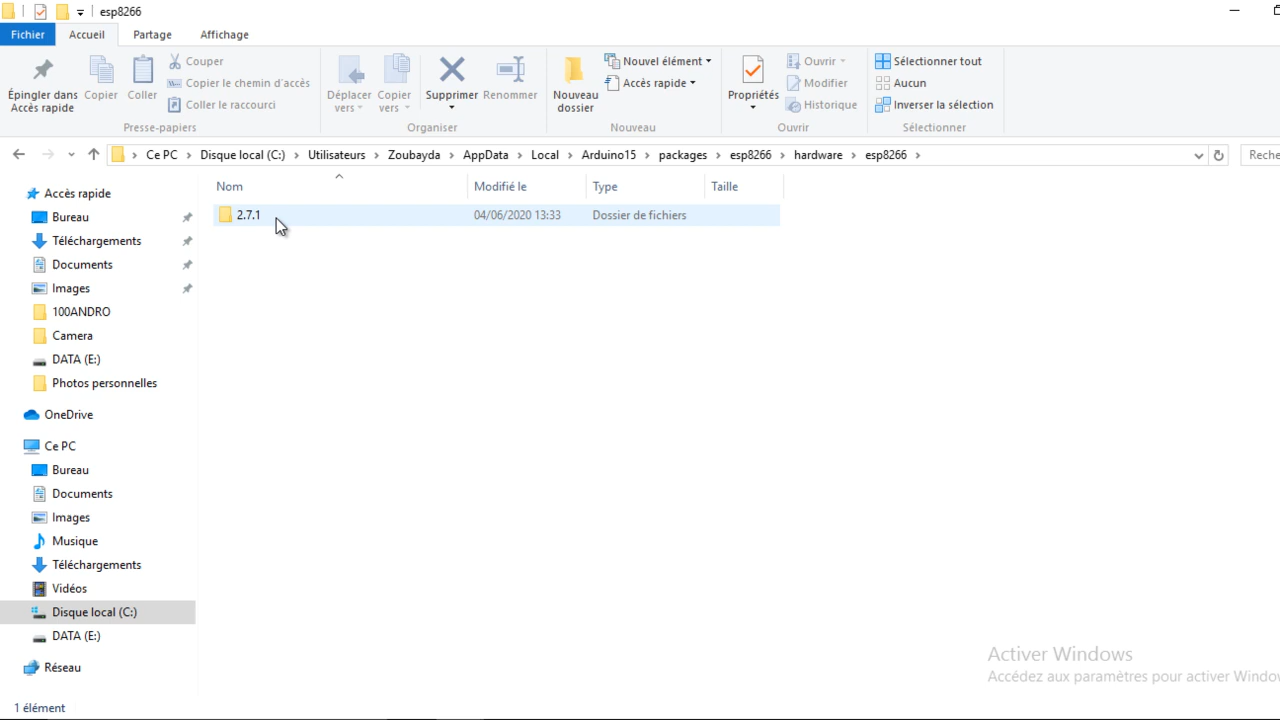 esp8266
Fichier Accueil Partage Affichage
Épingler dans Accès rapide
Copier
Coller
Couper
Copier le chemin d'accès
Coller le raccourci
Presse-papiers
Déplacer vers
Copier vers
Supprimer
Renommer
Organiser
Nouveau dossier
Nouvel élément
Accès rapide
Nouveau
Propriétés
Ouvrir
Modifier
Historique
Ouvrir
Sélectionner tout
Aucun
Inverser la sélection
Sélectionner
Ce PC > Disque local (C:) > Utilisateurs > Zoubayda > AppData > Local > Arduino15 > packages > esp8266 > hardware > esp8266 >
Reche
Nom Modifié le Type Taille
2.7.1 04/06/2020 13:33 Dossier de fichiers
Accès rapide
Bureau
Téléchargements
Documents
Images
100ANDRO
Camera
DATA (E:)
Photos personnelles
OneDrive
Ce PC
Bureau
Documents
Images
Musique
Téléchargements
Vidéos
Disque local (C:)
DATA (E:)
Réseau
1 élément
Activer Windows
Accédez aux paramètres pour activer Windo